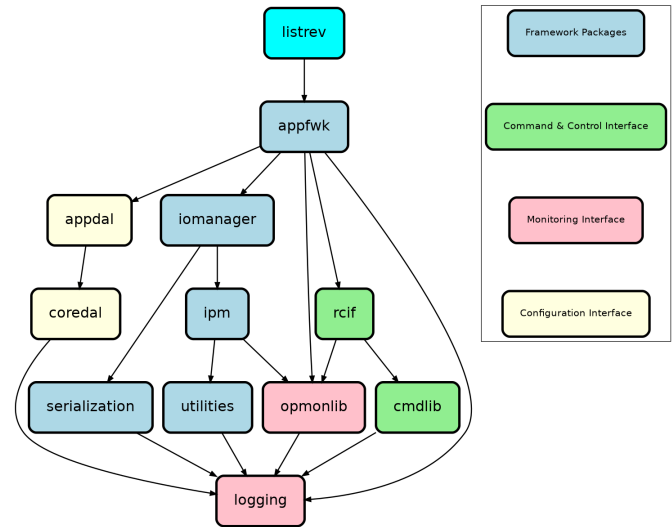 listrev
appfwk
appdal
iomanager
coredal
ipm
rcif
serialization
utilities
opmonlib
cmdlib
logging
Framework Packages
Command & Control Interface
Monitoring Interface
Configuration Interface